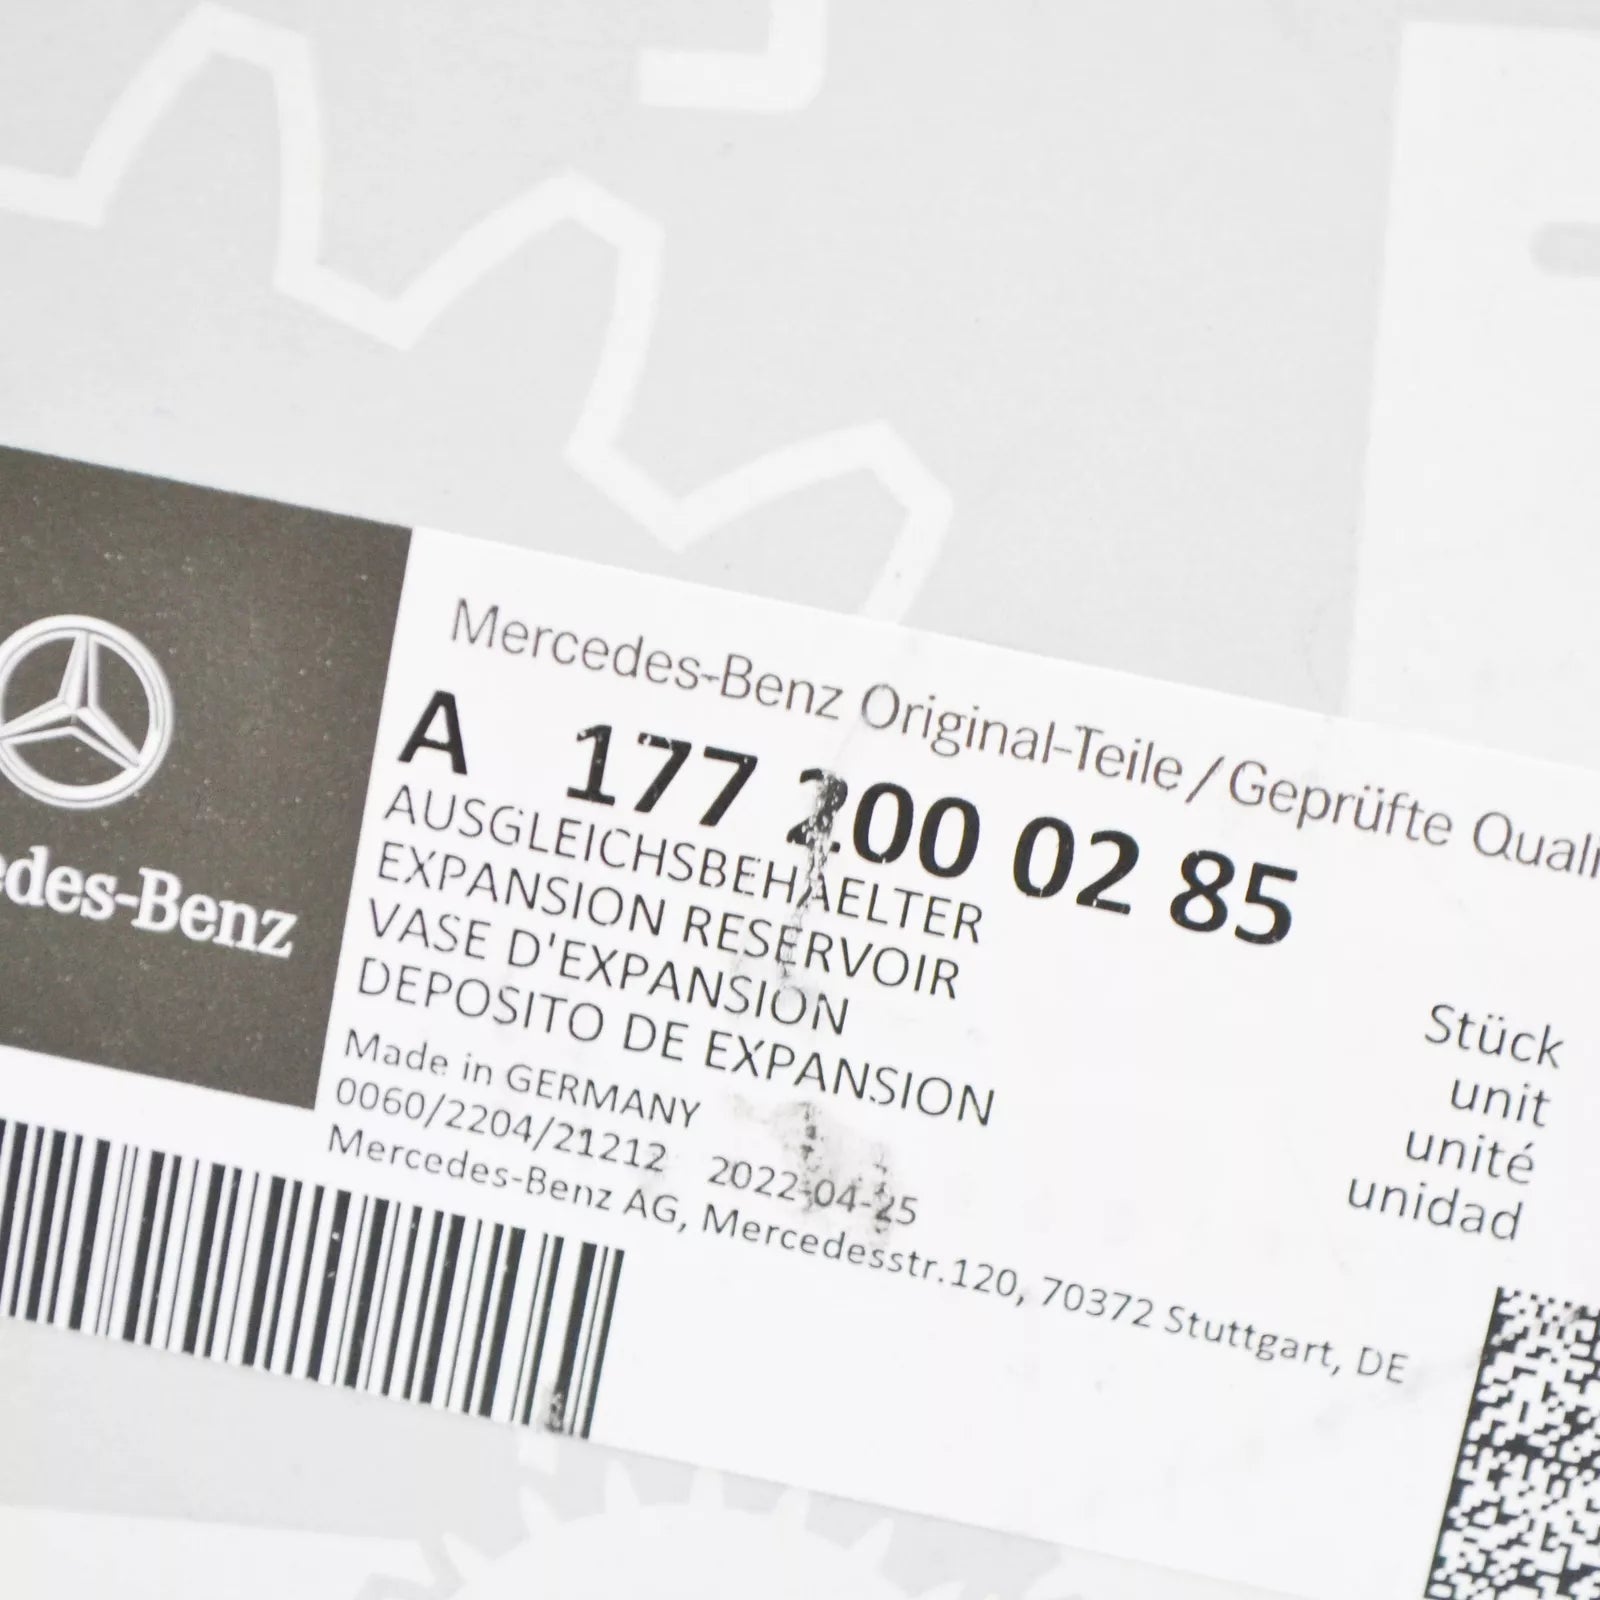 Mercedes-Benz Original-Teile/Geprüfte Quali
A 177 200 02 85
AUSGLEICHSBEHAELTER
EXPANSION RESERVOIR
VASE D'EXPANSION
DEPOSITO DE EXPANSION
Made in GERMANY
0060/2204/21212 2022-04-25
Mercedes-Benz AG, Mercedesstr.120, 70372 Stuttgart, DE
Stück
unit
unité
unidad
edes-Benz